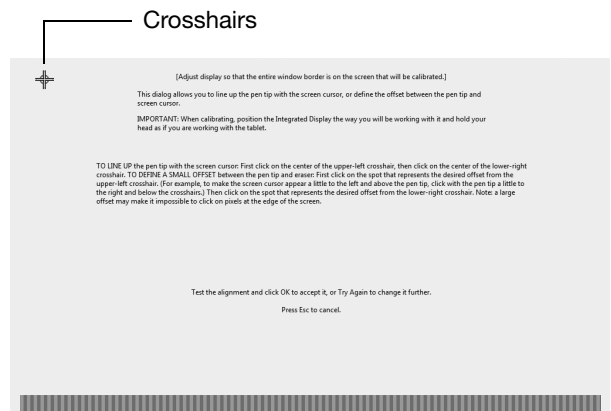 Crosshairs
[Adjust display so that the entire window border is on the screen that will be calibrated.]
This dialog allows you to line up the pen tip with the screen cursor, or define the offset between the pen tip and
screen cursor.
IMPORTANT: When calibrating, position the Integrated Display the way you will be working with it and hold your
head as if you are working with the tablet.
TO LINE UP the pen tip with the screen cursor: First click on the center of the upper-left crosshair, then click on the center of the lower-right
crosshair. TO DEFINE A SMALL OFFSET between the pen tip and eraser: First click on the spot that represents the desired offset from the
upper-left crosshair. (For example, to make the screen cursor appear a little to the left and above the pen tip, click with the pen tip a little to
the right and below the crosshairs.) Then click on the spot that represents the desired offset from the lower-right crosshair. Note: a large
offset may make it impossible to click on pixels at the edge of the screen.
Test the alignment and click OK to accept it, or Try Again to change it further.
Press Esc to cancel.